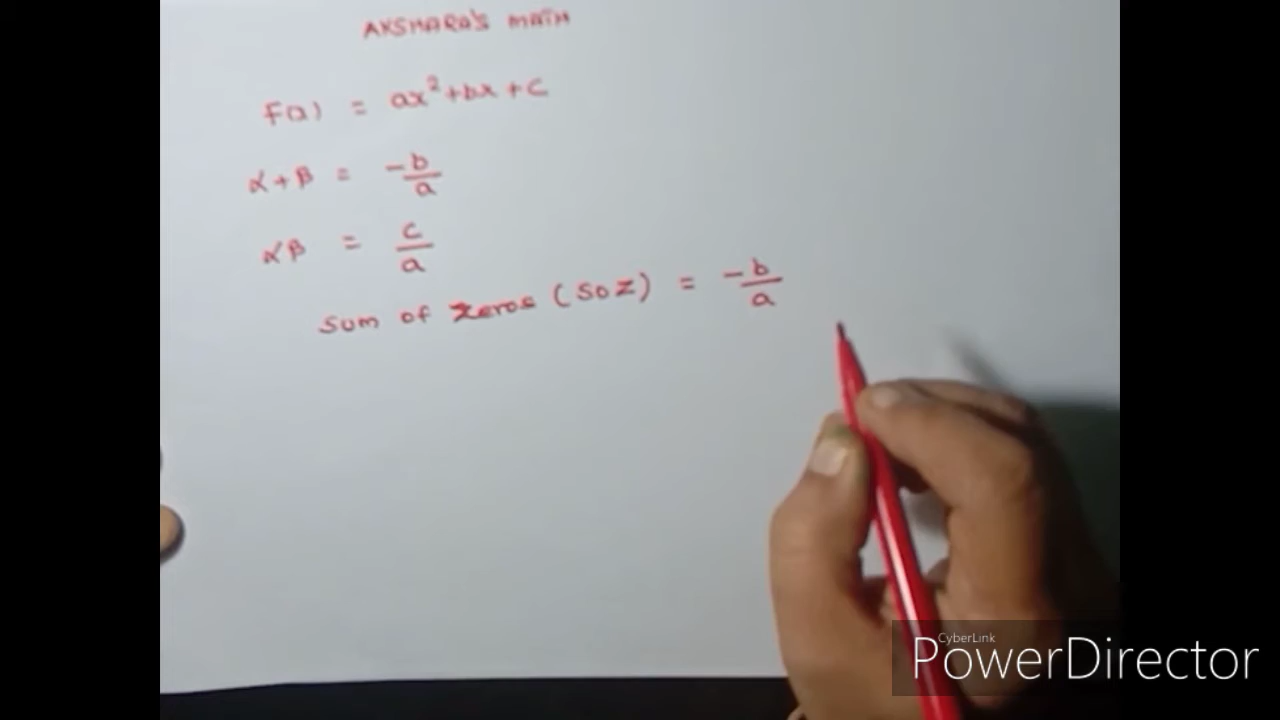 AKSHARA'S MATH
F(x) = ax²+bx+c
α+β = -b/a
αβ = c/a
Sum of zeros (SOZ) = -b/a
CyberLink
PowerDirector